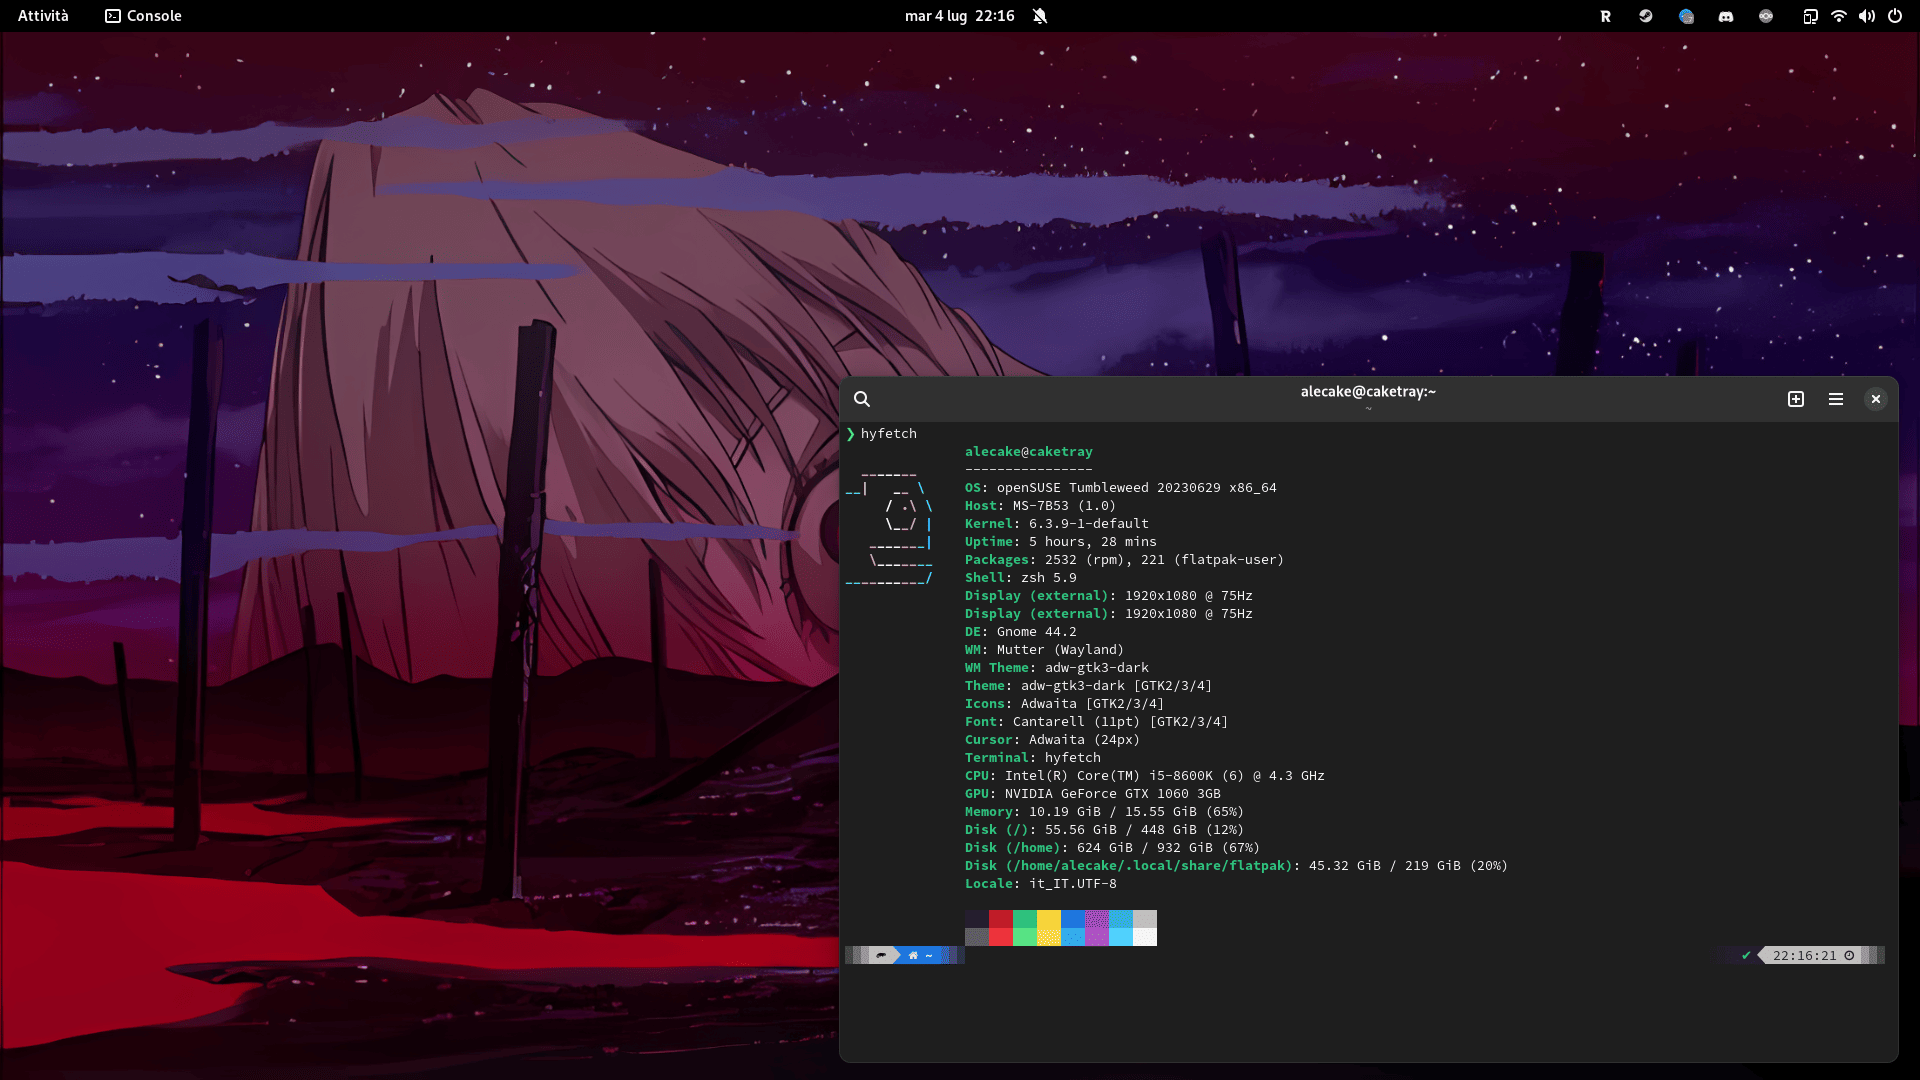 Attività Console mar 4 lug 22:16 R
alecake@caketray:~
~
❯ hyfetch
alecake@caketray
----------------
OS: openSUSE Tumbleweed 20230629 x86_64
Host: MS-7B53 (1.0)
Kernel: 6.3.9-1-default
Uptime: 5 hours, 28 mins
Packages: 2532 (rpm), 221 (flatpak-user)
Shell: zsh 5.9
Display (external): 1920x1080 @ 75Hz
Display (external): 1920x1080 @ 75Hz
DE: Gnome 44.2
WM: Mutter (Wayland)
WM Theme: adw-gtk3-dark
Theme: adw-gtk3-dark [GTK2/3/4]
Icons: Adwaita [GTK2/3/4]
Font: Cantarell (11pt) [GTK2/3/4]
Cursor: Adwaita (24px)
Terminal: hyfetch
CPU: Intel(R) Core(TM) i5-8600K (6) @ 4.3 GHz
GPU: NVIDIA GeForce GTX 1060 3GB
Memory: 10.19 GiB / 15.55 GiB (65%)
Disk (/): 55.56 GiB / 448 GiB (12%)
Disk (/home): 624 GiB / 932 GiB (67%)
Disk (/home/alecake/.local/share/flatpak): 45.32 GiB / 219 GiB (20%)
Locale: it_IT.UTF-8
~ ✔ 22:16:21